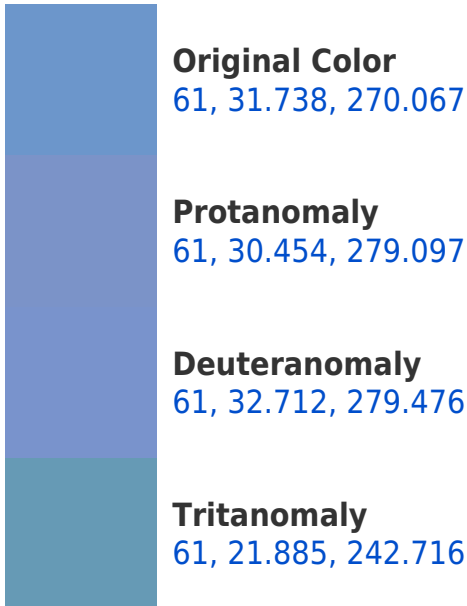 Original Color
61, 31.738, 270.067
Protanomaly
61, 30.454, 279.097
Deuteranomaly
61, 32.712, 279.476
Tritanomaly
61, 21.885, 242.716